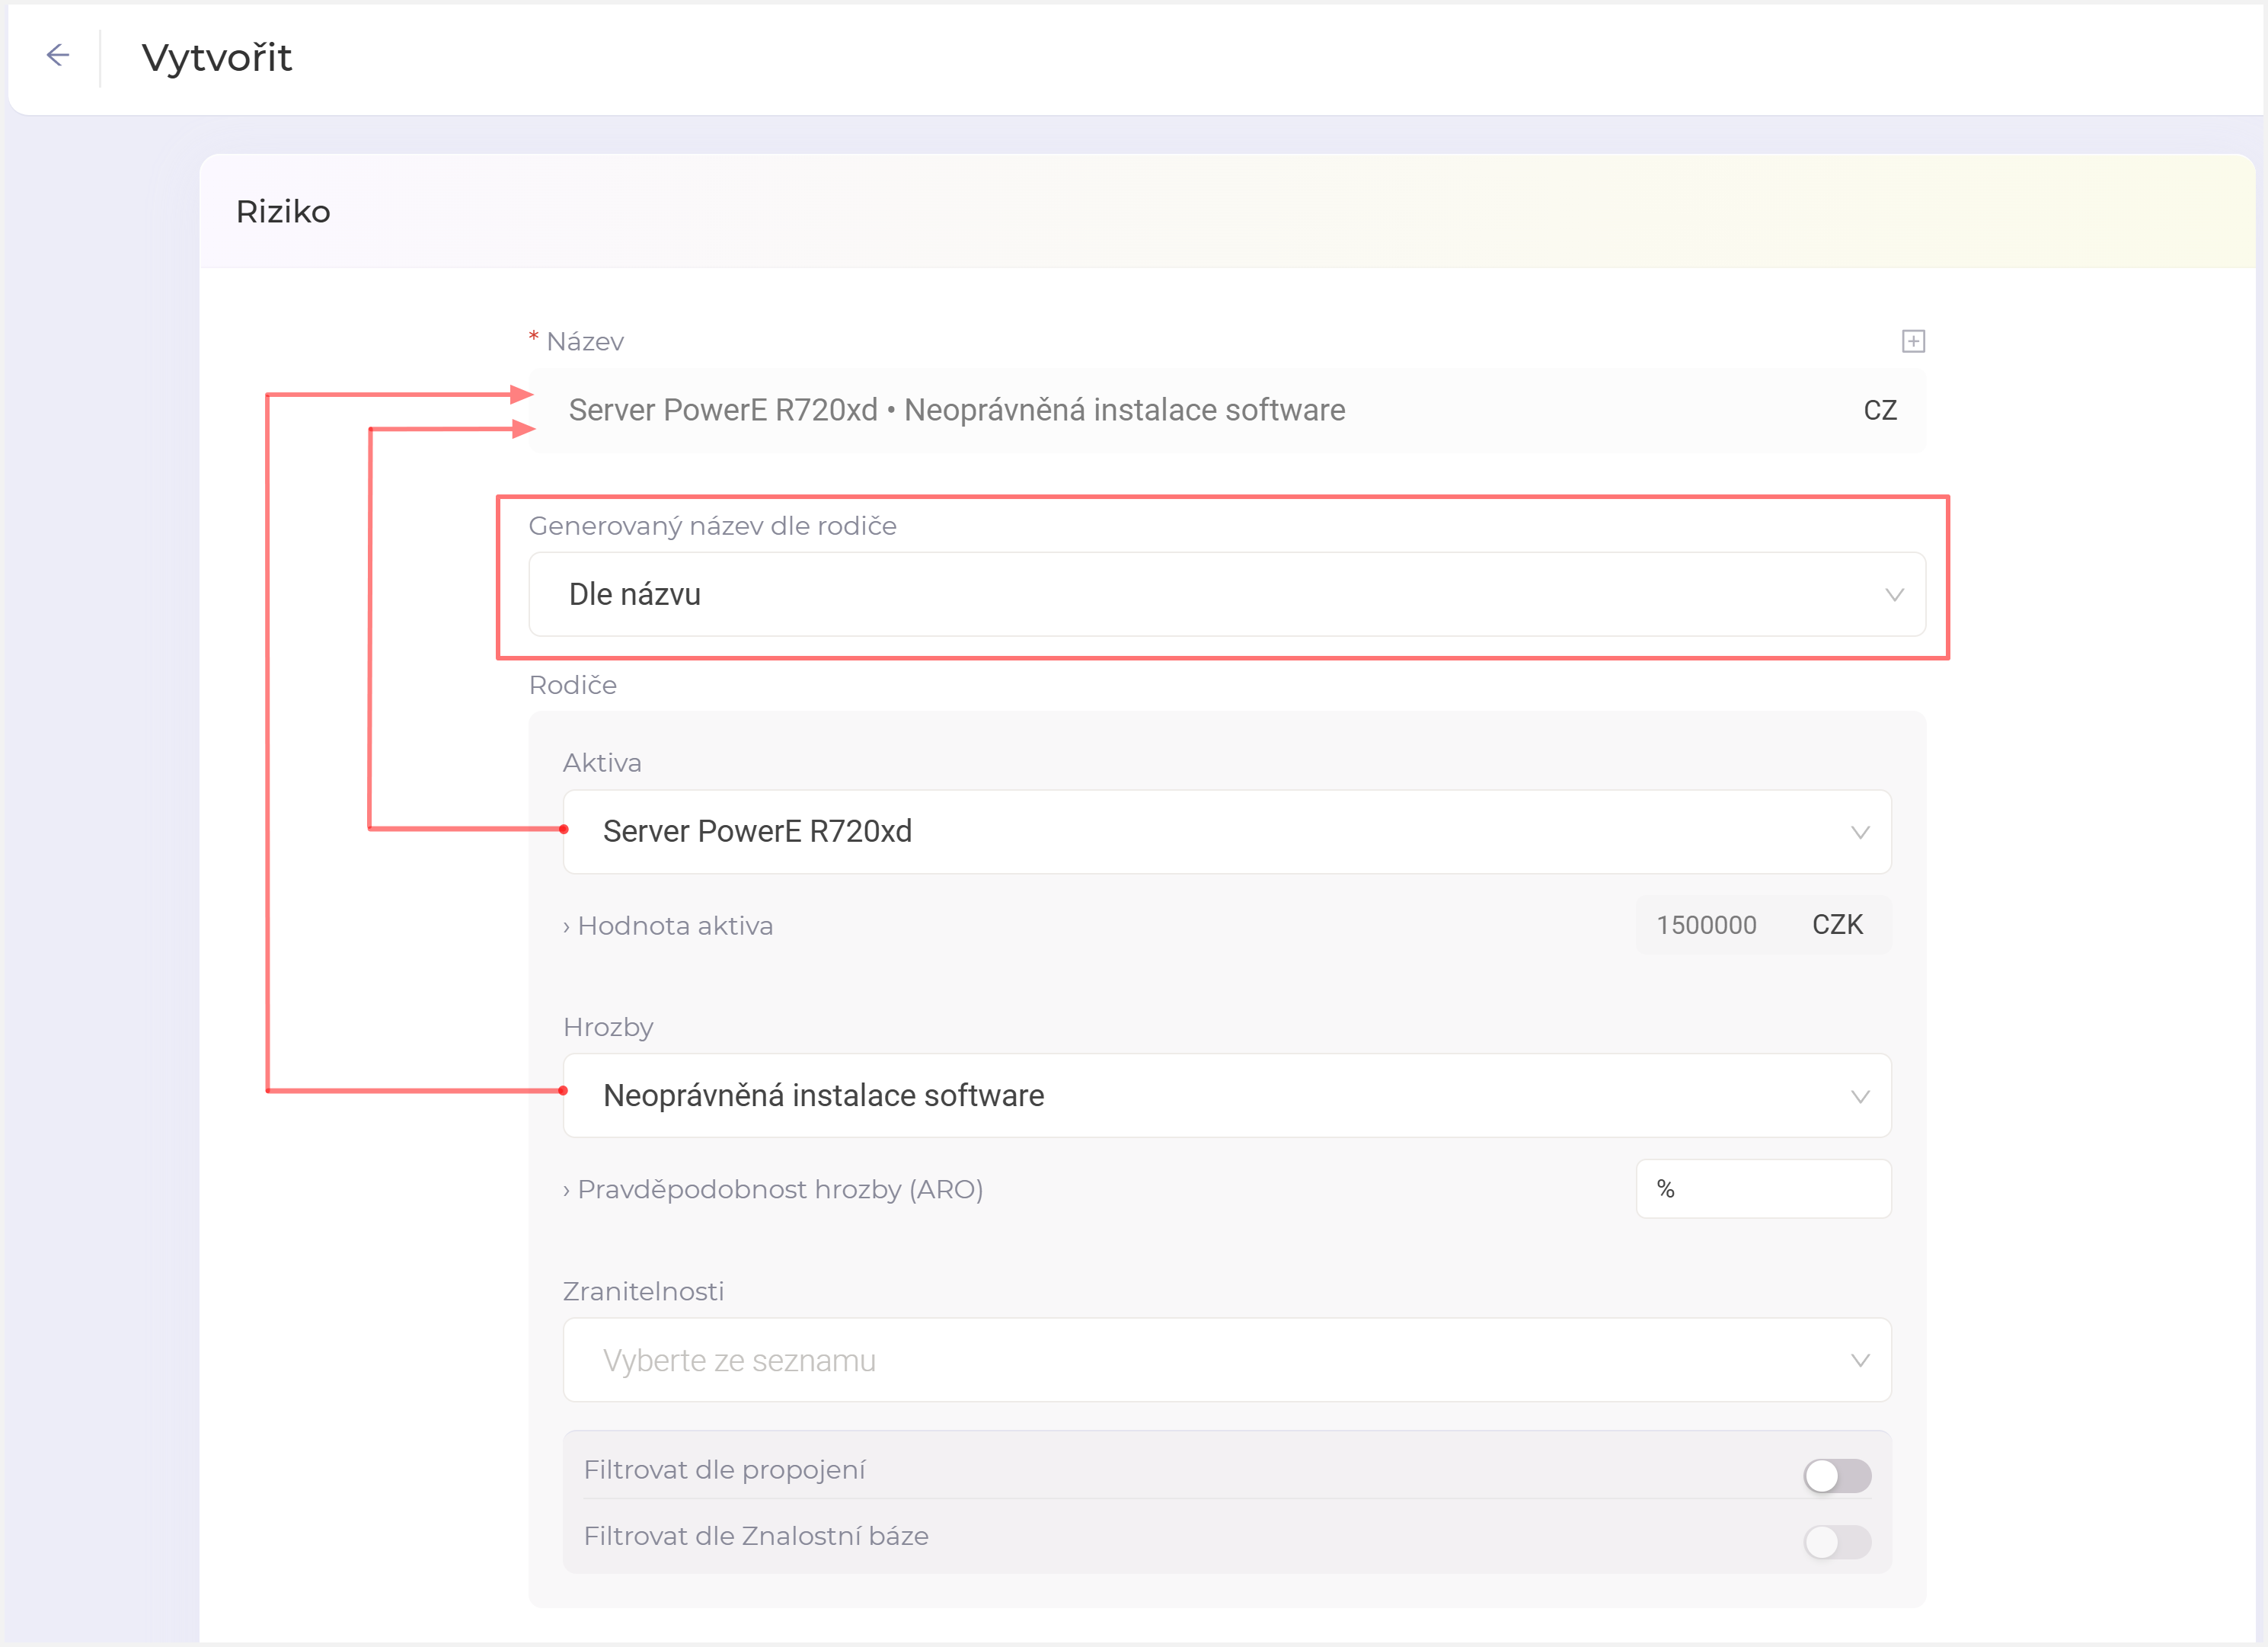 Vytvořit
Riziko
* Název
Server PowerE R720xd • Neoprávněná instalace software CZ
Generovaný název dle rodiče
Dle názvu
Rodiče
Aktiva
Server PowerE R720xd
› Hodnota aktiva 1500000 CZK
Hrozby
Neoprávněná instalace software
› Pravděpodobnost hrozby (ARO) %
Zranitelnosti
Vyberte ze seznamu
Filtrovat dle propojení
Filtrovat dle Znalostní báze